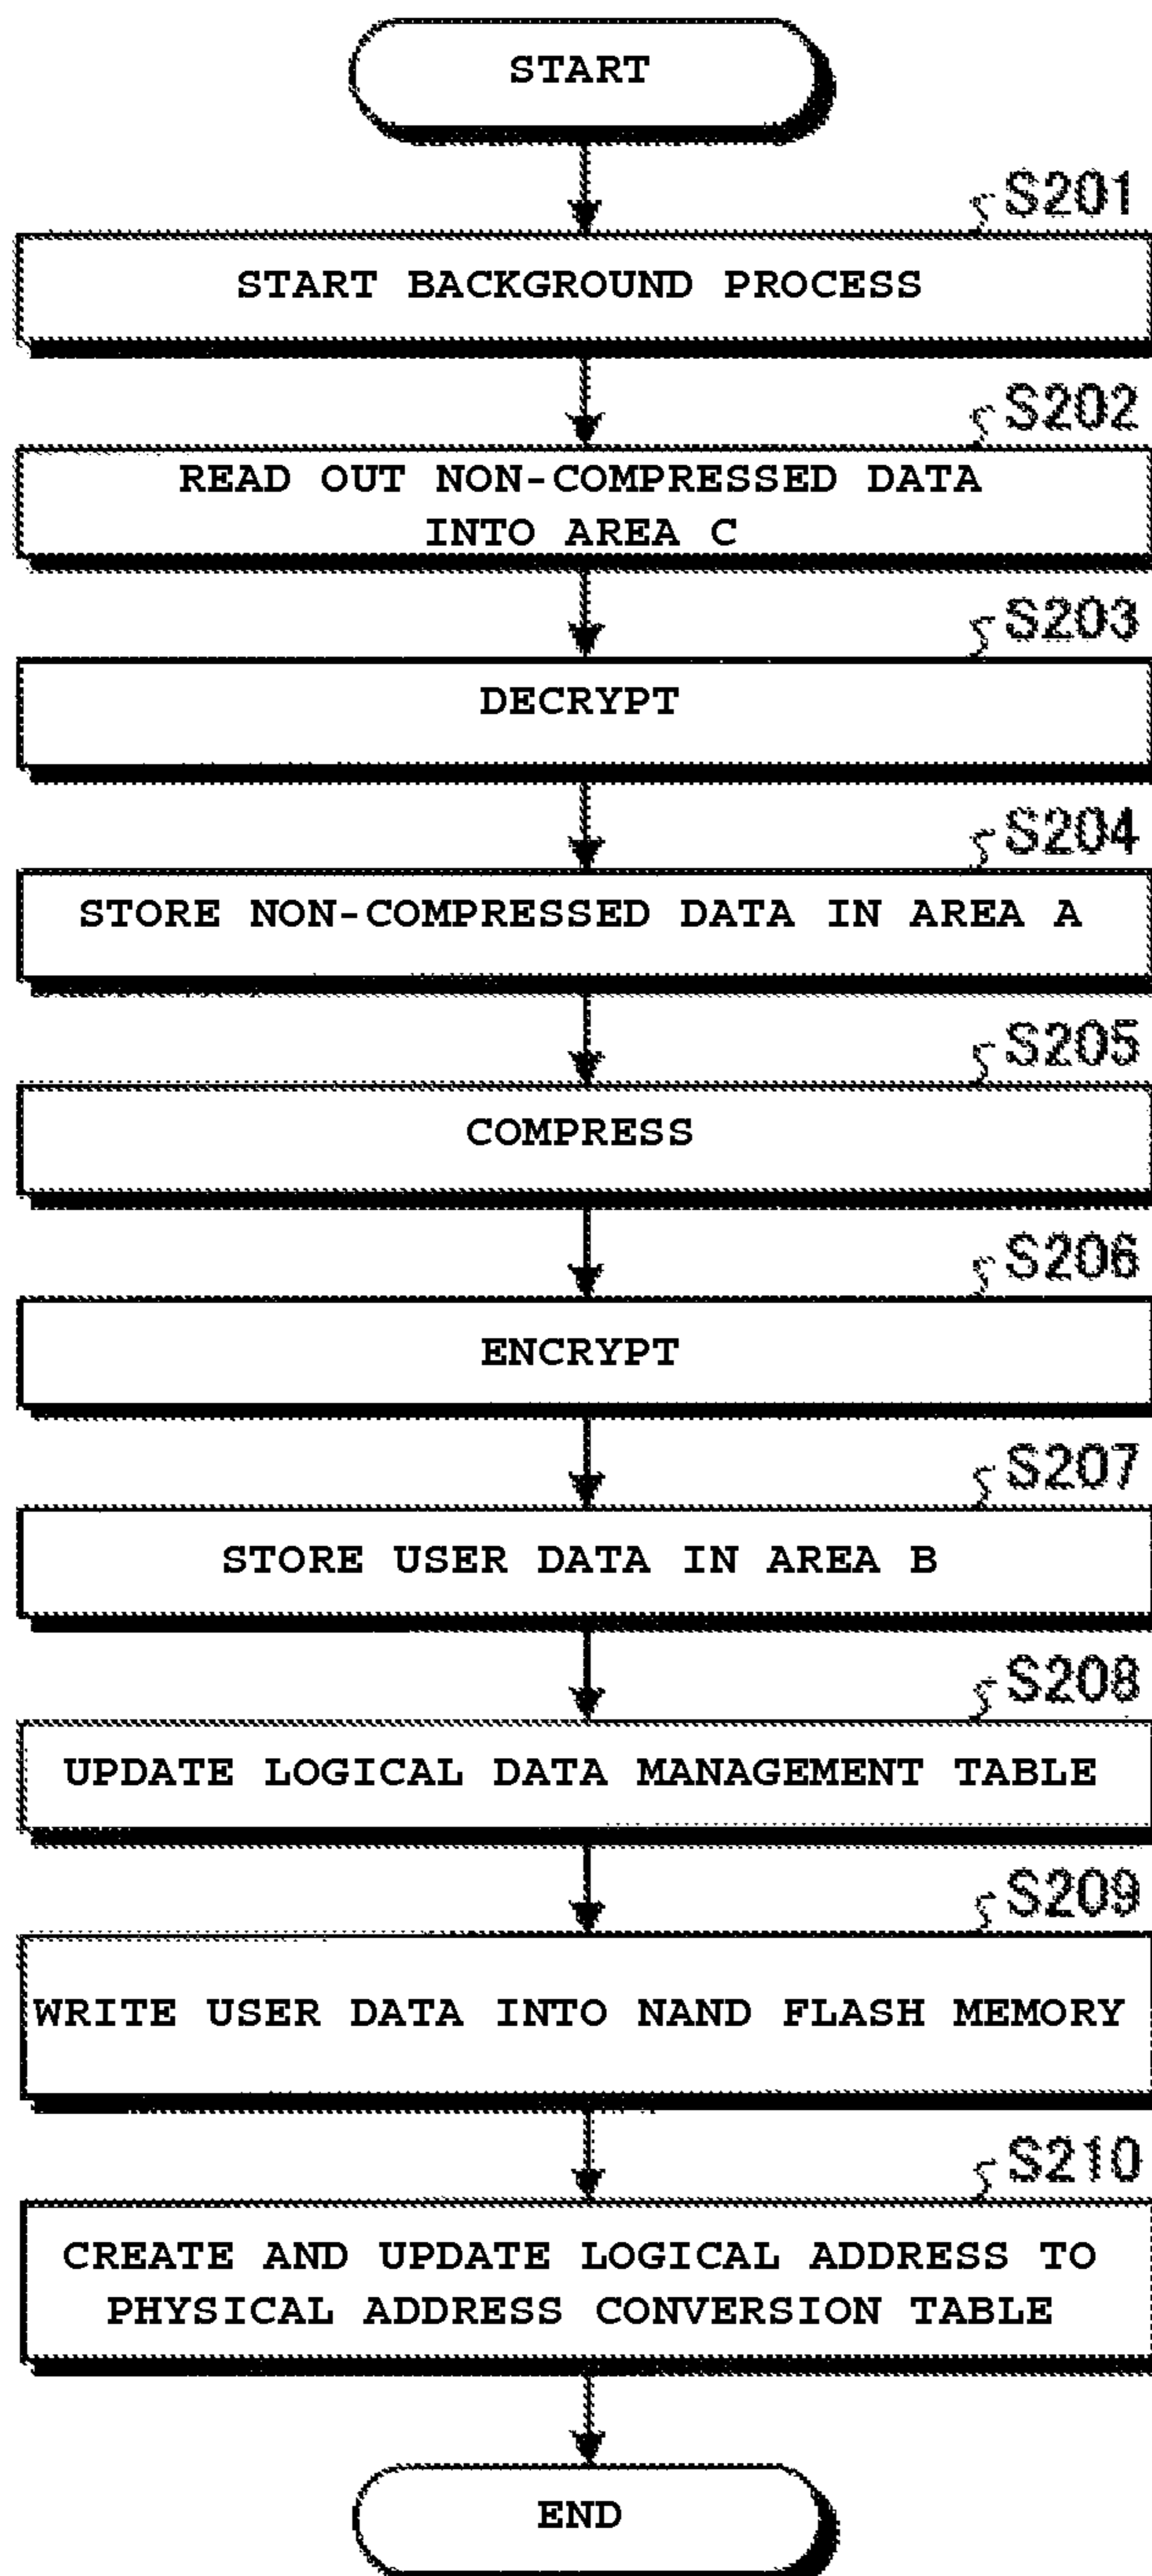 START
S201
START BACKGROUND PROCESS
S202
READ OUT NON-COMPRESSED DATA
INTO AREA C
S203
DECRYPT
S204
STORE NON-COMPRESSED DATA IN AREA A
S205
COMPRESS
S206
ENCRYPT
S207
STORE USER DATA IN AREA B
S208
UPDATE LOGICAL DATA MANAGEMENT TABLE
S209
WRITE USER DATA INTO NAND FLASH MEMORY
S210
CREATE AND UPDATE LOGICAL ADDRESS TO
PHYSICAL ADDRESS CONVERSION TABLE
END